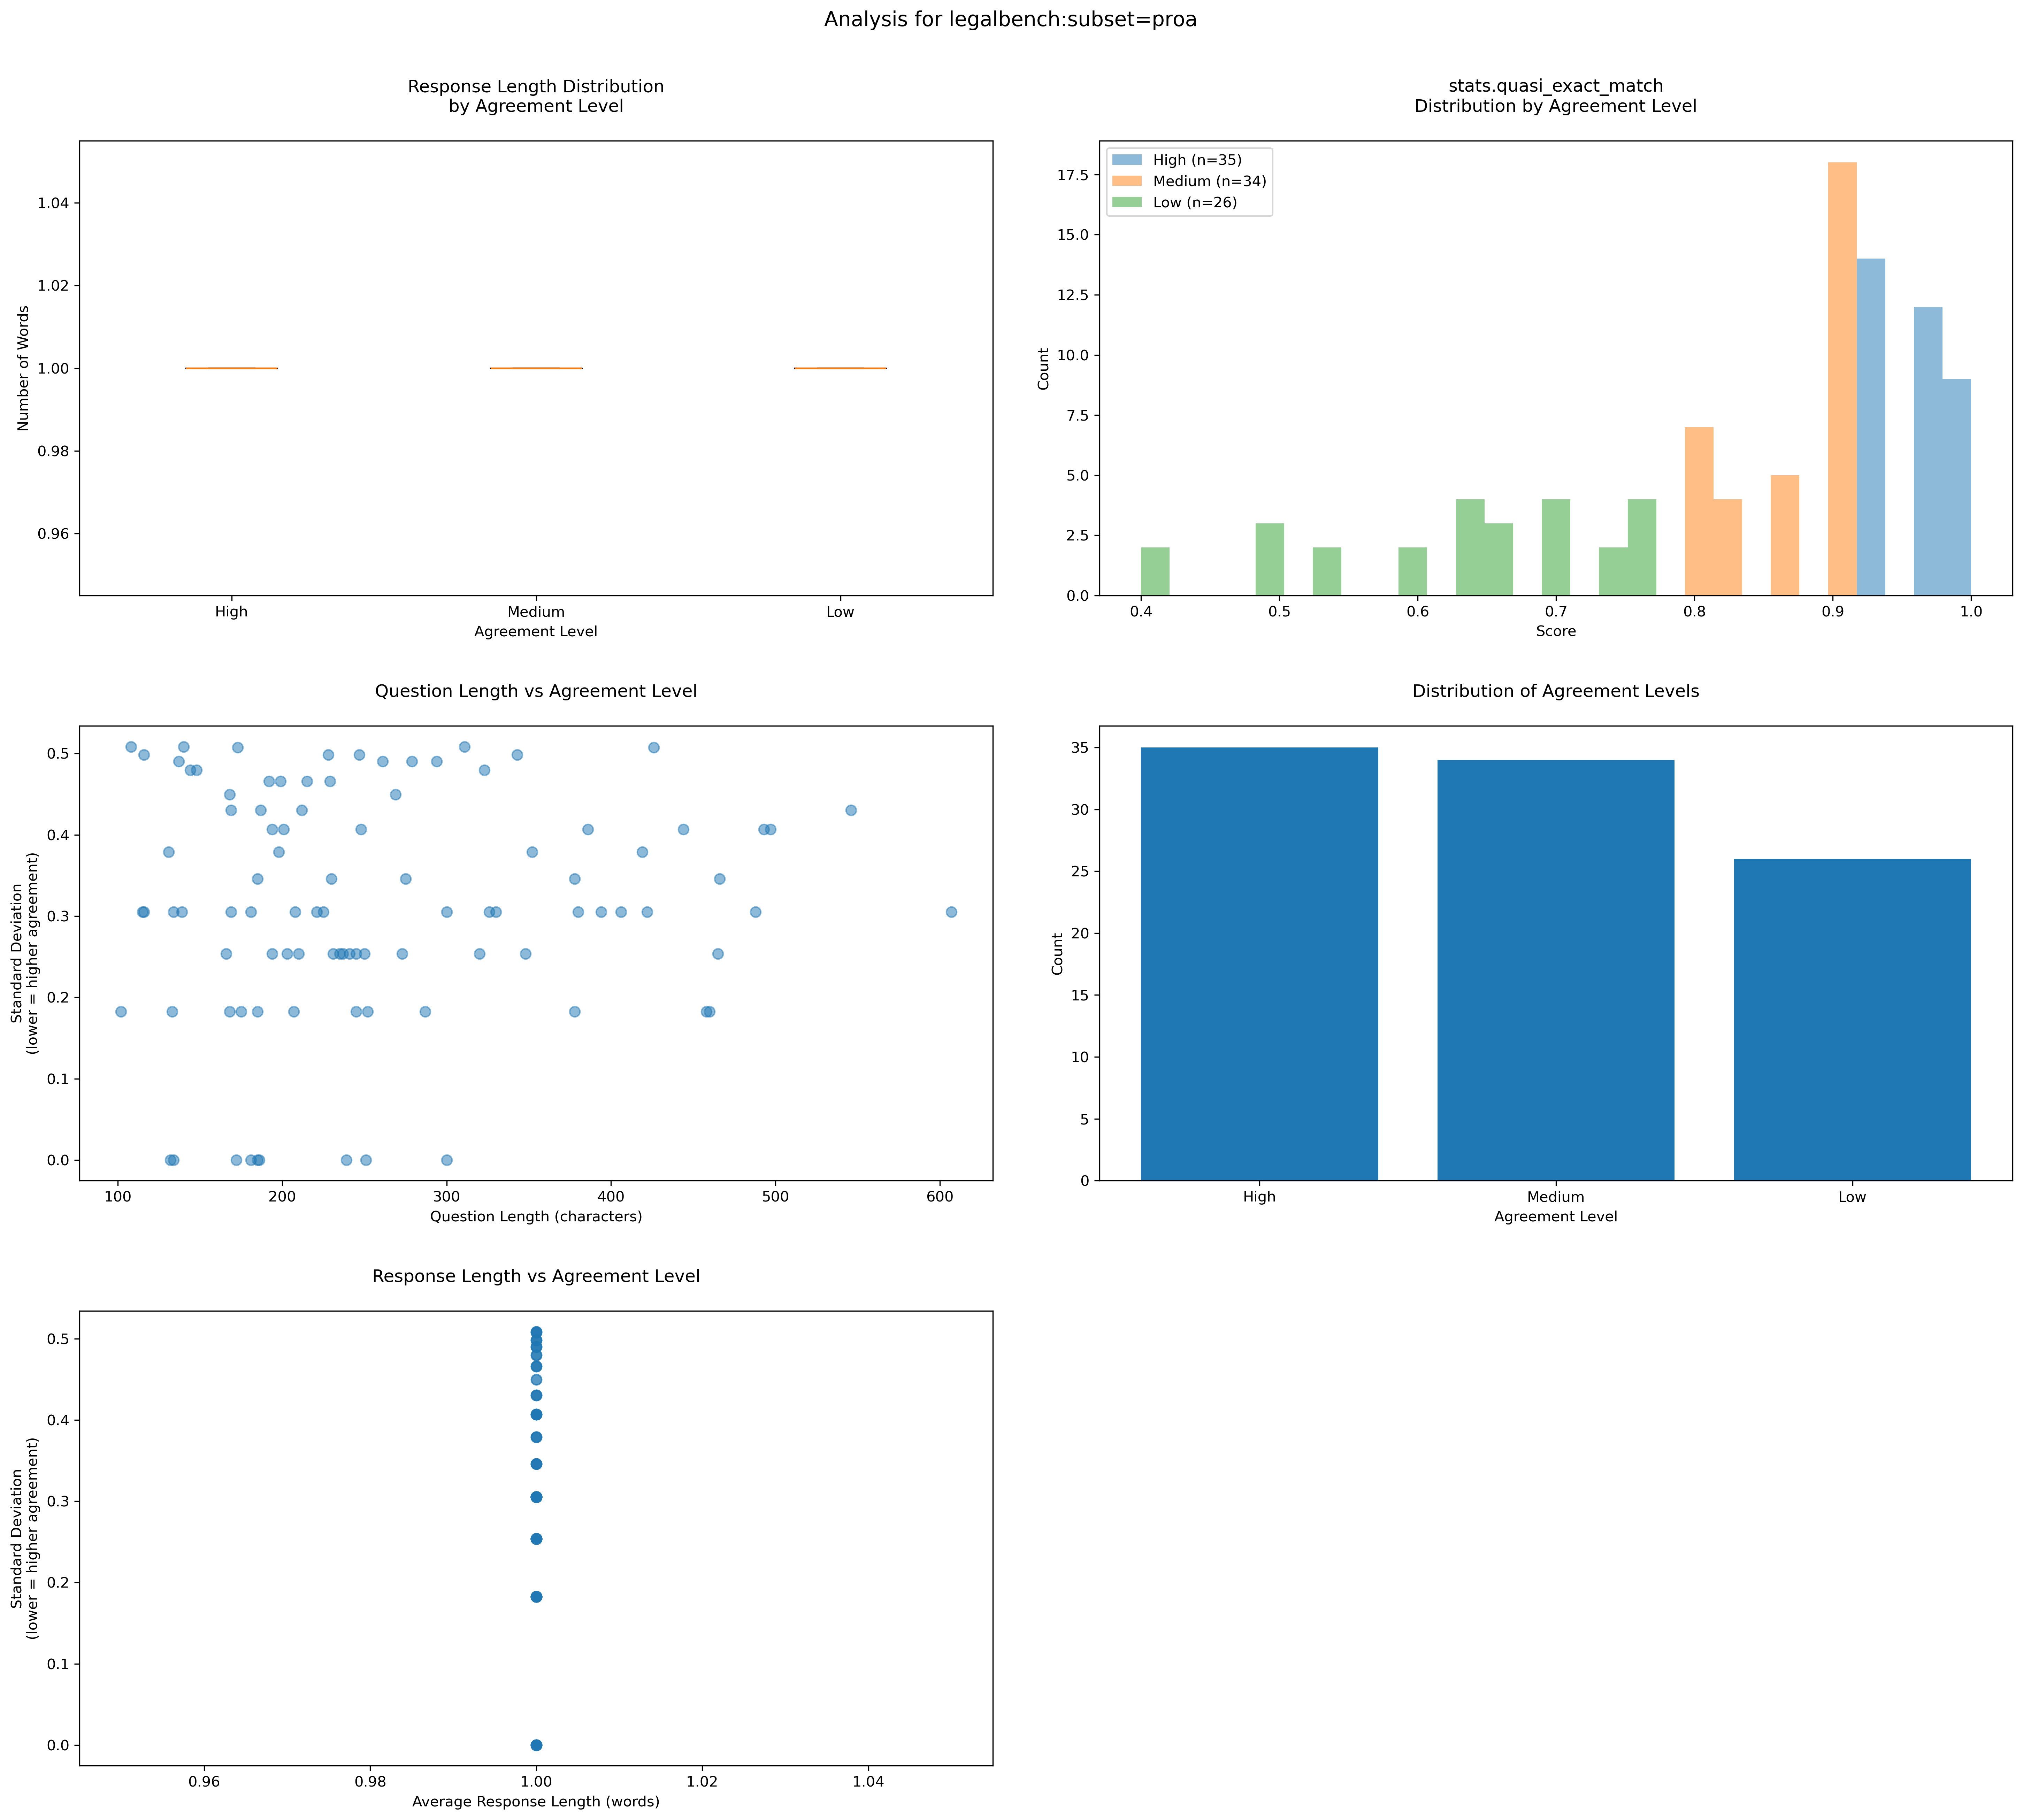 Analysis for legalbench:subset=proa
Response Length Distribution
by Agreement Level
Number of Words
1.04
1.02
1.00
0.98
0.96
High
Medium
Low
Agreement Level
stats.quasi_exact_match
Distribution by Agreement Level
High (n=35)
Medium (n=34)
Low (n=26)
Count
17.5
15.0
12.5
10.0
7.5
5.0
2.5
0.0
0.4
0.5
0.6
0.7
0.8
0.9
1.0
Score
Question Length vs Agreement Level
Standard Deviation
(lower = higher agreement)
0.5
0.4
0.3
0.2
0.1
0.0
100
200
300
400
500
600
Question Length (characters)
Distribution of Agreement Levels
Count
35
30
25
20
15
10
5
0
High
Medium
Low
Agreement Level
Response Length vs Agreement Level
Standard Deviation
(lower = higher agreement)
0.5
0.4
0.3
0.2
0.1
0.0
0.96
0.98
1.00
1.02
1.04
Average Response Length (words)